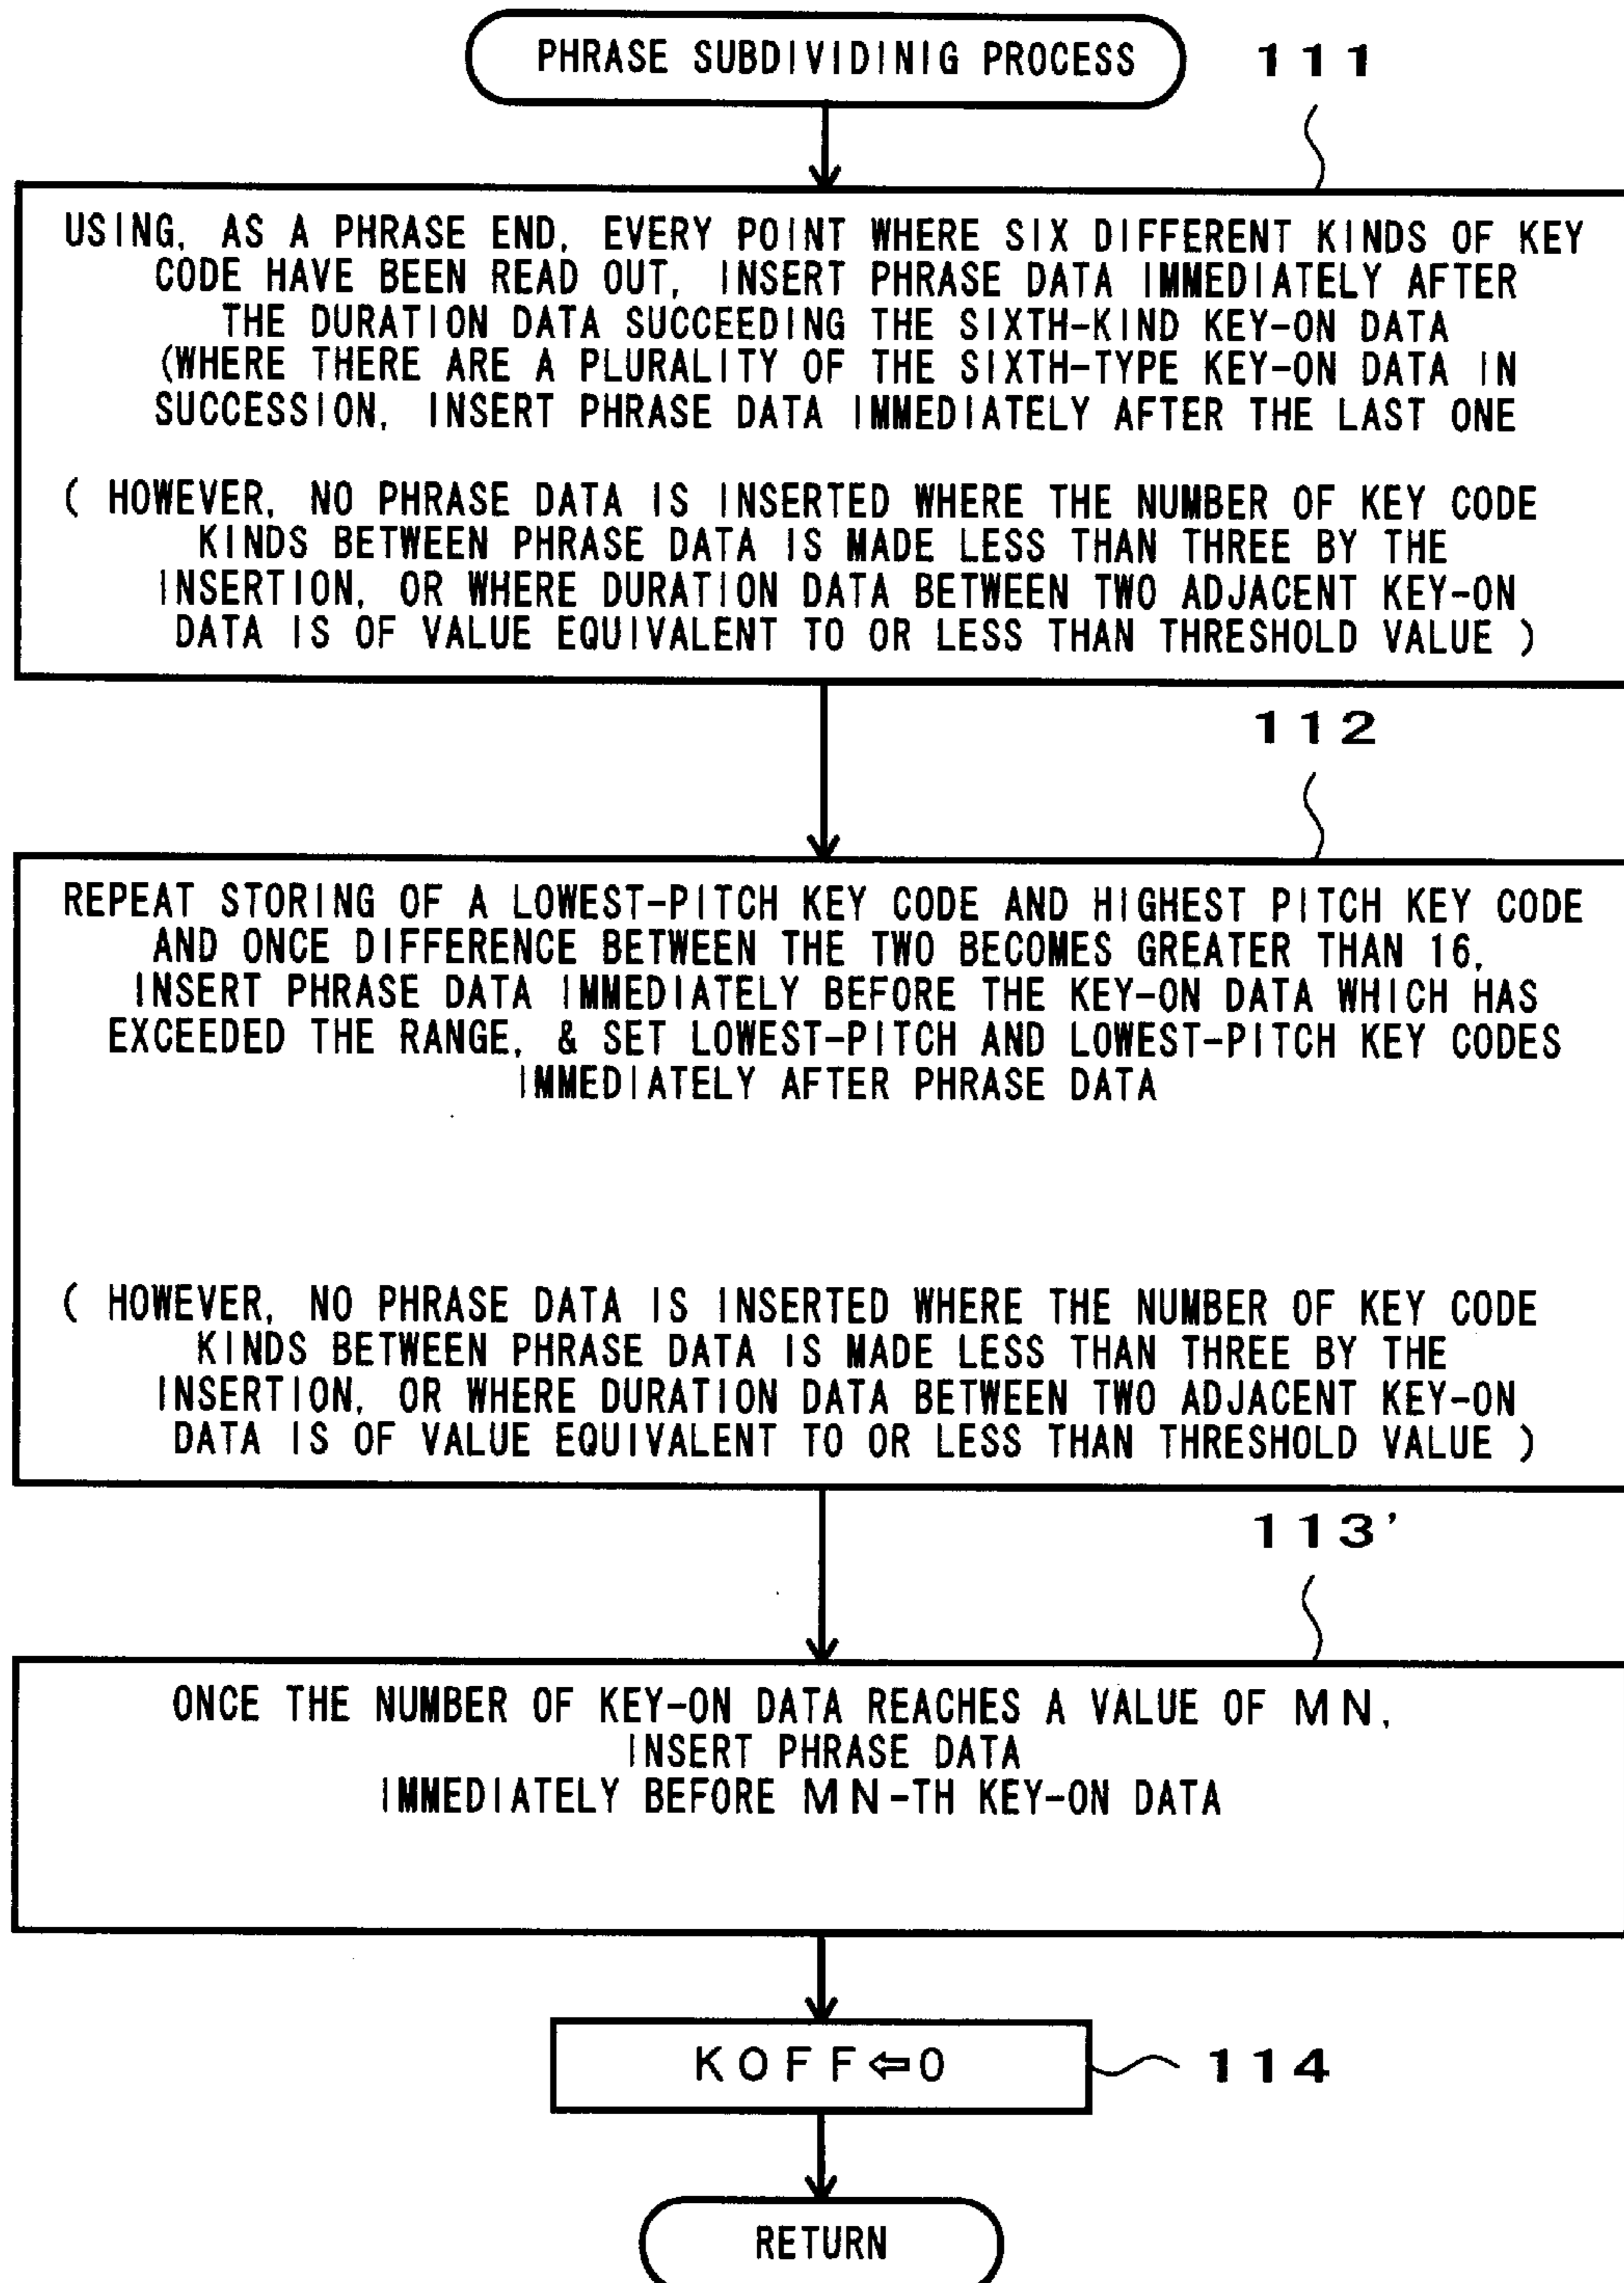 PHRASE SUBDIVIDINIG PROCESS
111
USING, AS A PHRASE END, EVERY POINT WHERE SIX DIFFERENT KINDS OF KEY
CODE HAVE BEEN READ OUT, INSERT PHRASE DATA IMMEDIATELY AFTER
THE DURATION DATA SUCCEEDING THE SIXTH-KIND KEY-ON DATA
(WHERE THERE ARE A PLURALITY OF THE SIXTH-TYPE KEY-ON DATA IN
SUCCESSION, INSERT PHRASE DATA IMMEDIATELY AFTER THE LAST ONE
( HOWEVER, NO PHRASE DATA IS INSERTED WHERE THE NUMBER OF KEY CODE
KINDS BETWEEN PHRASE DATA IS MADE LESS THAN THREE BY THE
INSERTION, OR WHERE DURATION DATA BETWEEN TWO ADJACENT KEY-ON
DATA IS OF VALUE EQUIVALENT TO OR LESS THAN THRESHOLD VALUE )
112
REPEAT STORING OF A LOWEST-PITCH KEY CODE AND HIGHEST PITCH KEY CODE
AND ONCE DIFFERENCE BETWEEN THE TWO BECOMES GREATER THAN 16,
INSERT PHRASE DATA IMMEDIATELY BEFORE THE KEY-ON DATA WHICH HAS
EXCEEDED THE RANGE, & SET LOWEST-PITCH AND LOWEST-PITCH KEY CODES
IMMEDIATELY AFTER PHRASE DATA
( HOWEVER, NO PHRASE DATA IS INSERTED WHERE THE NUMBER OF KEY CODE
KINDS BETWEEN PHRASE DATA IS MADE LESS THAN THREE BY THE
INSERTION, OR WHERE DURATION DATA BETWEEN TWO ADJACENT KEY-ON
DATA IS OF VALUE EQUIVALENT TO OR LESS THAN THRESHOLD VALUE )
113'
ONCE THE NUMBER OF KEY-ON DATA REACHES A VALUE OF MN,
INSERT PHRASE DATA
IMMEDIATELY BEFORE MN-TH KEY-ON DATA
KOFF⇦0
114
RETURN